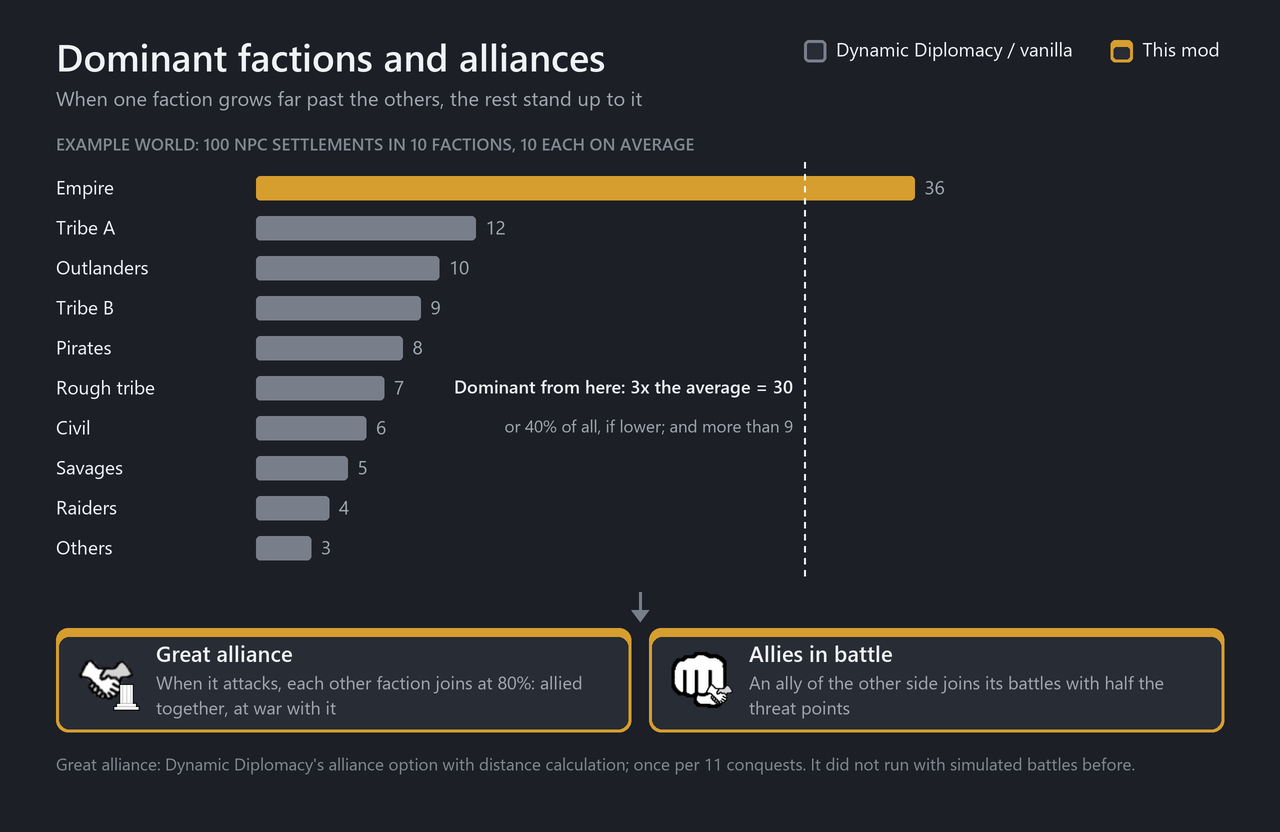 Dominant factions and alliances
Dynamic Diplomacy / vanilla
This mod
When one faction grows far past the others, the rest stand up to it
EXAMPLE WORLD: 100 NPC SETTLEMENTS IN 10 FACTIONS, 10 EACH ON AVERAGE
Empire 36
Tribe A 12
Outlanders 10
Tribe B 9
Pirates 8
Rough tribe 7
Dominant from here: 3x the average = 30
Civil 6
or 40% of all, if lower; and more than 9
Savages 5
Raiders 4
Others 3
Great alliance
When it attacks, each other faction joins at 80%: allied
together, at war with it
Allies in battle
An ally of the other side joins its battles with half the
threat points
Great alliance: Dynamic Diplomacy's alliance option with distance calculation; once per 11 conquests. It did not run with simulated battles before.